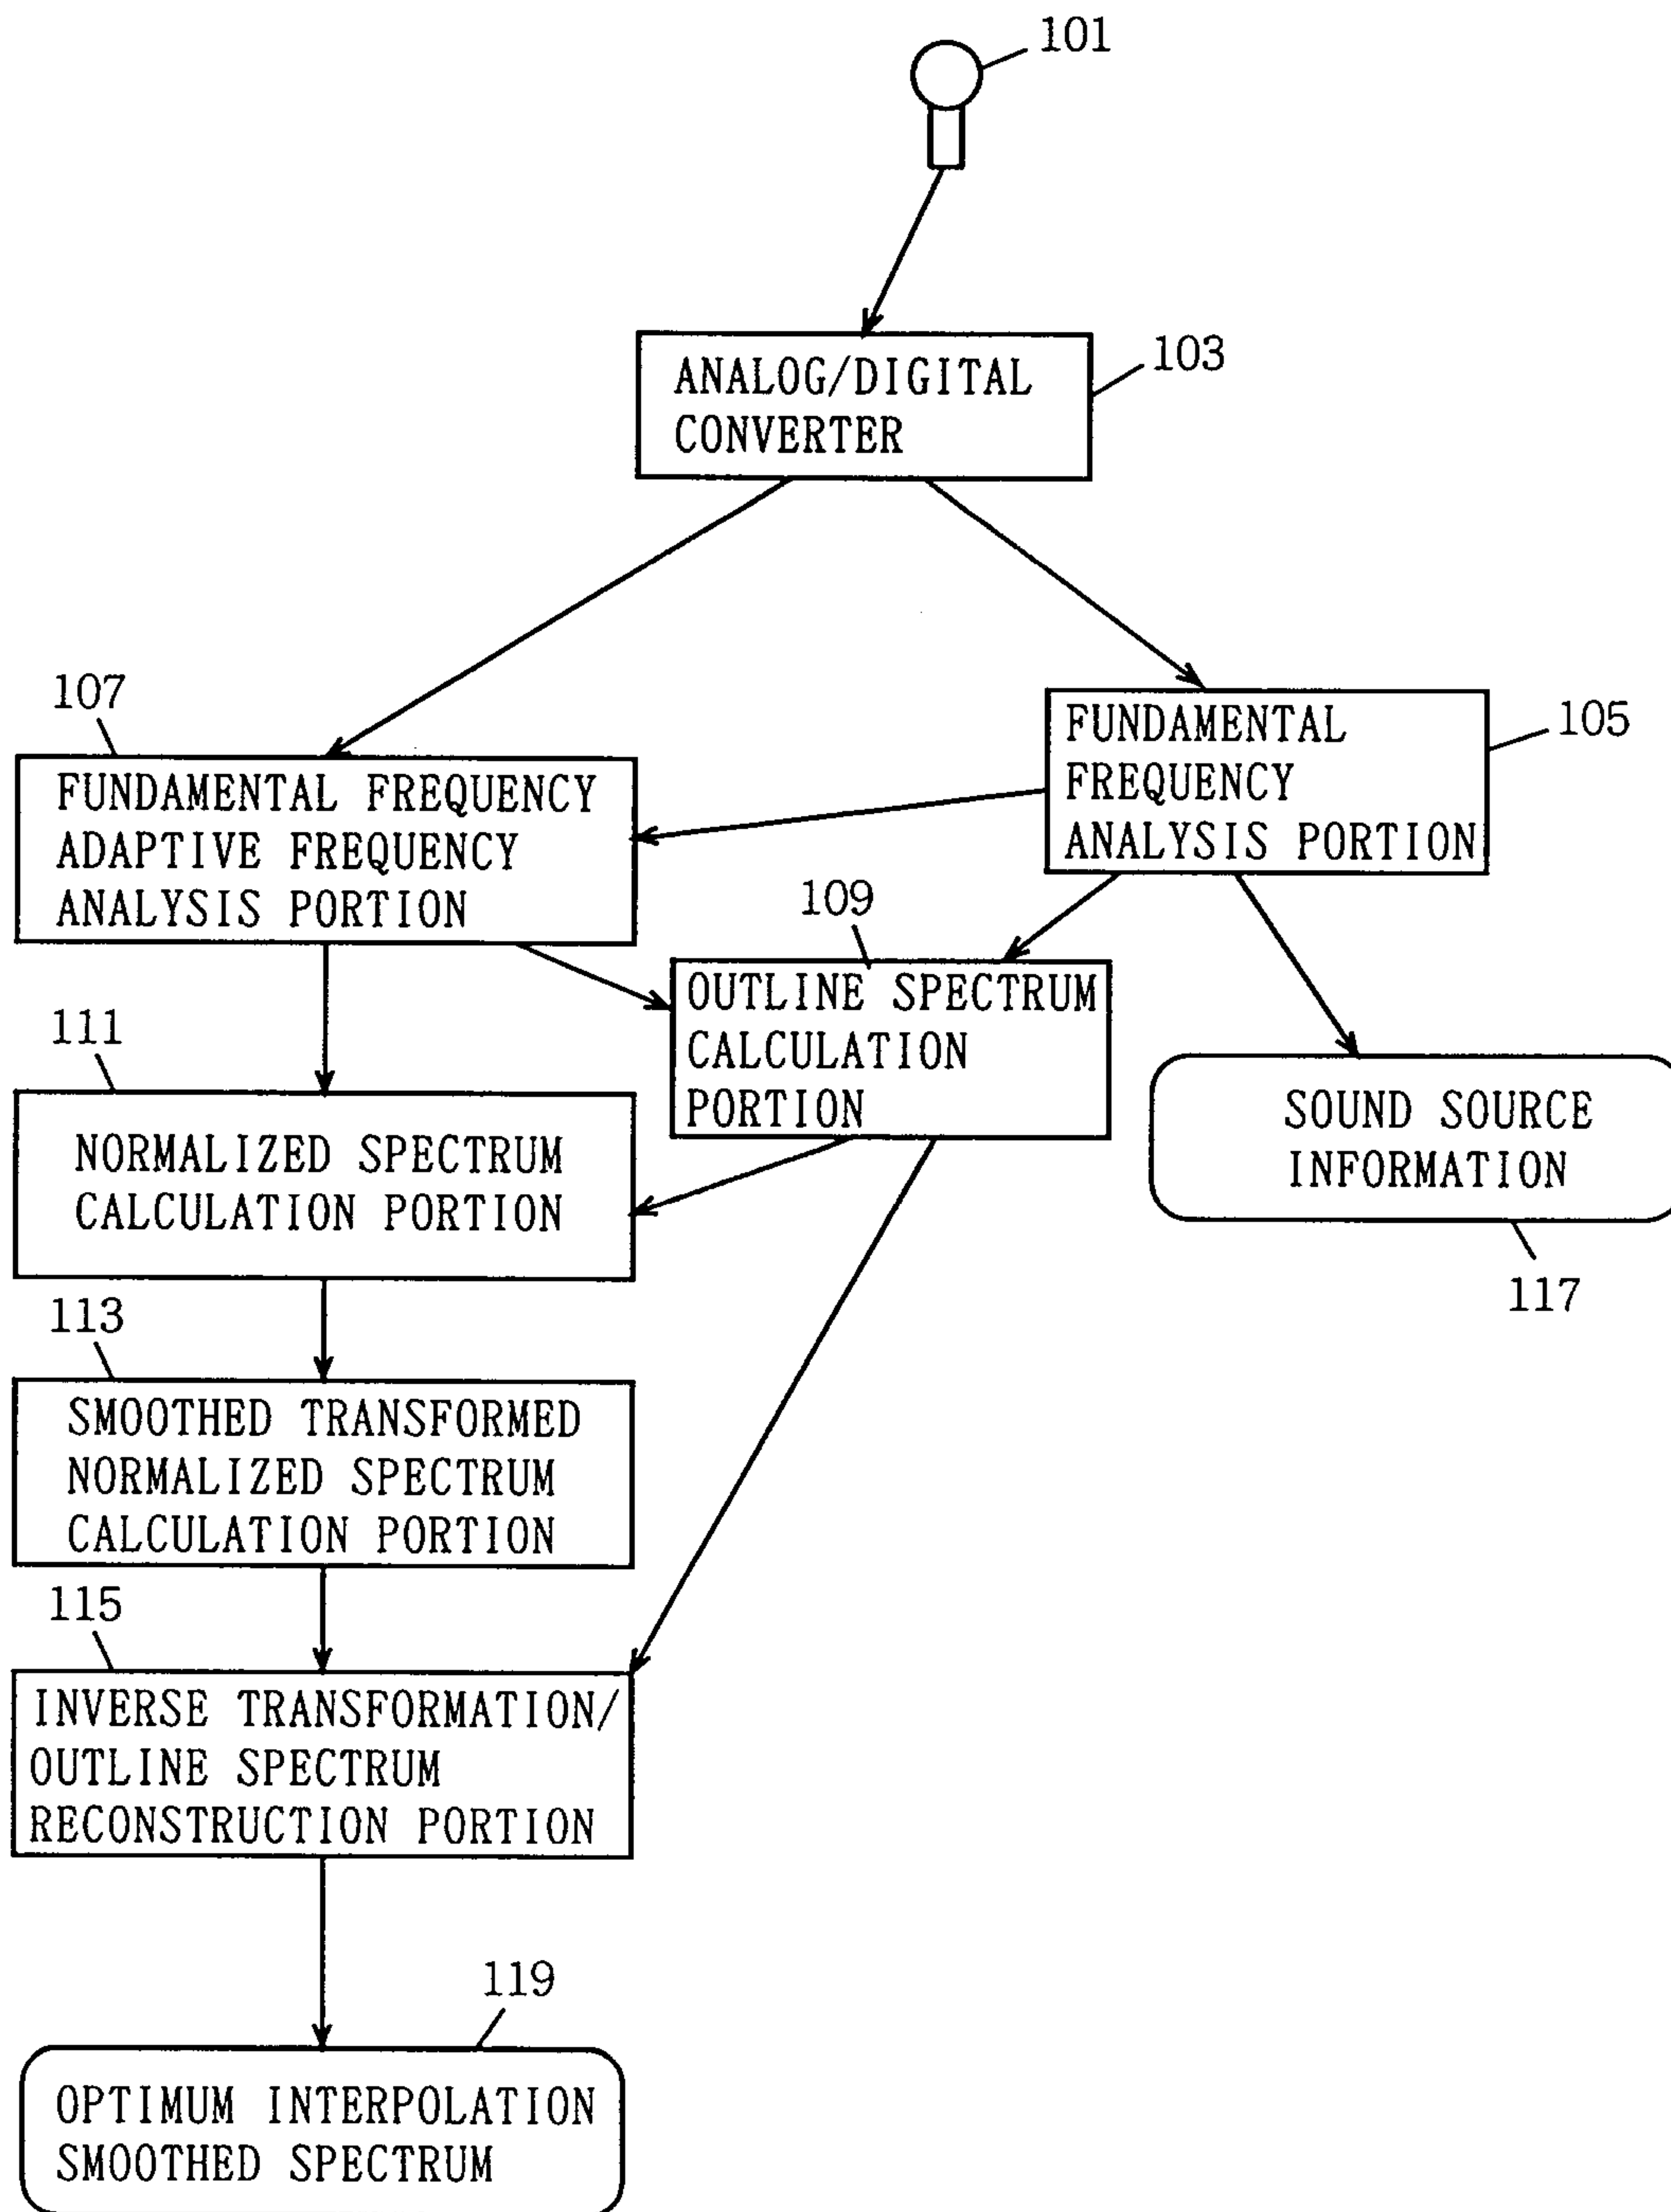 101
ANALOG/DIGITAL
CONVERTER
103
107
FUNDAMENTAL FREQUENCY
ADAPTIVE FREQUENCY
ANALYSIS PORTION
FUNDAMENTAL
FREQUENCY
ANALYSIS PORTION
105
109
OUTLINE SPECTRUM
CALCULATION
PORTION
111
NORMALIZED SPECTRUM
CALCULATION PORTION
SOUND SOURCE
INFORMATION
117
113
SMOOTHED TRANSFORMED
NORMALIZED SPECTRUM
CALCULATION PORTION
115
INVERSE TRANSFORMATION/
OUTLINE SPECTRUM
RECONSTRUCTION PORTION
119
OPTIMUM INTERPOLATION
SMOOTHED SPECTRUM